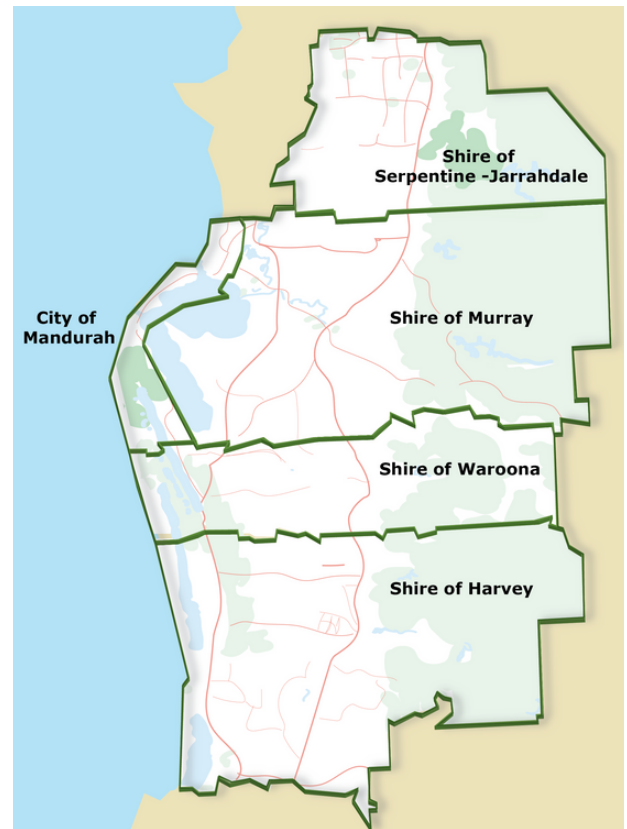 Shire of
Serpentine -Jarrahdale
City of
Mandurah
Shire of Murray
Shire of Waroona
Shire of Harvey